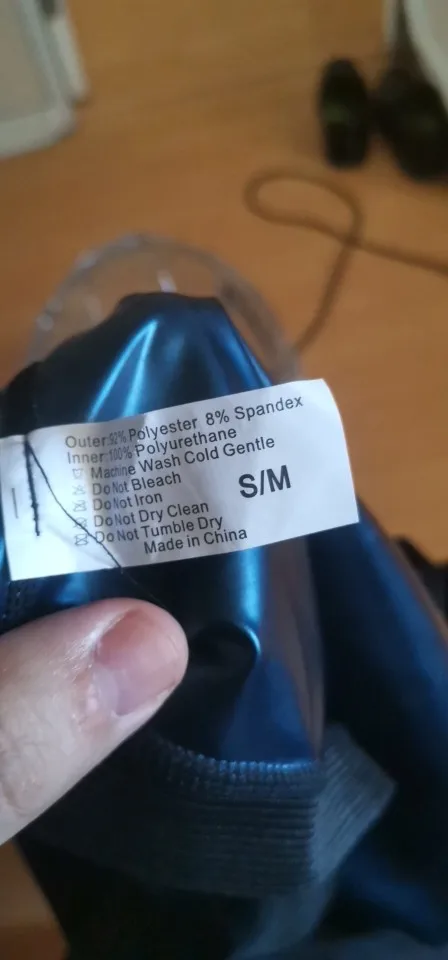 Outer:92% Polyester 8% Spandex
Inner:100% Polyurethane
Machine Wash Cold Gentle
Do Not Bleach
Do Not Iron
Do Not Dry Clean
Do Not Tumble Dry
Made in China
S/M